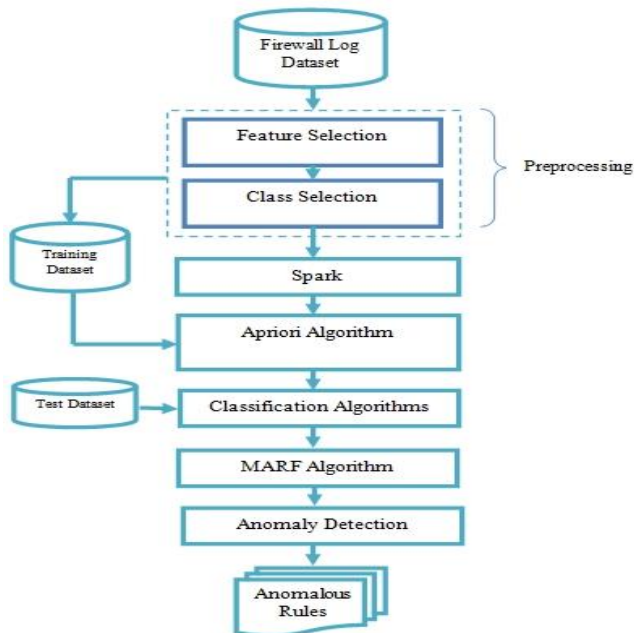 Firewall Log
Dataset
Feature Selection
Preprocessing
Class Selection
Training
Dataset
Spark
Apriori Algorithm
Test Dataset
Classification Algorithms
MARF Algorithm
Anomaly Detection
Anomalous
Rules